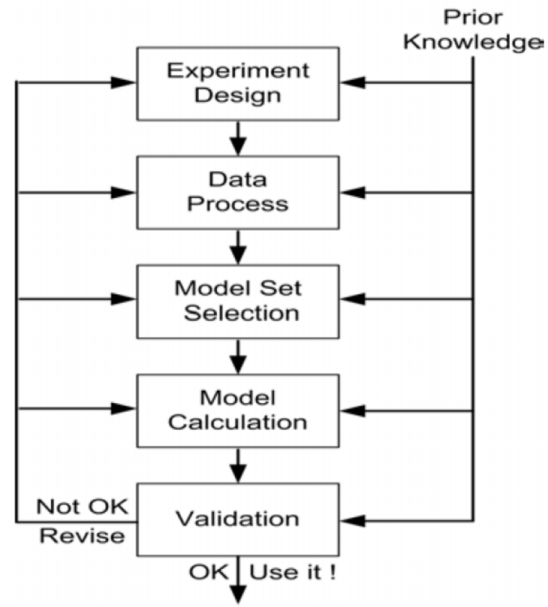 Prior
Knowledge
Experiment
Design
Data
Process
Model Set
Selection
Model
Calculation
Not OK
Revise
Validation
OK Use it !